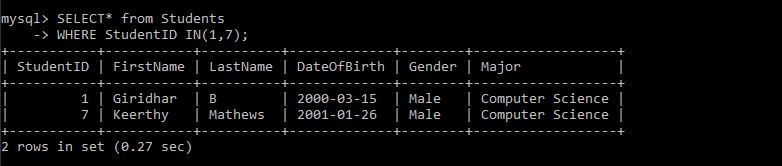 mysql> SELECT* from Students
    -> WHERE StudentID IN(1,7);
+-----------+-----------+----------+-------------+--------+------------------+
| StudentID | FirstName | LastName | DateOfBirth | Gender | Major            |
+-----------+-----------+----------+-------------+--------+------------------+
|         1 | Giridhar  | B        | 2000-03-15  | Male   | Computer Science |
|         7 | Keerthy   | Mathews  | 2001-01-26  | Male   | Computer Science |
+-----------+-----------+----------+-------------+--------+------------------+
2 rows in set (0.27 sec)